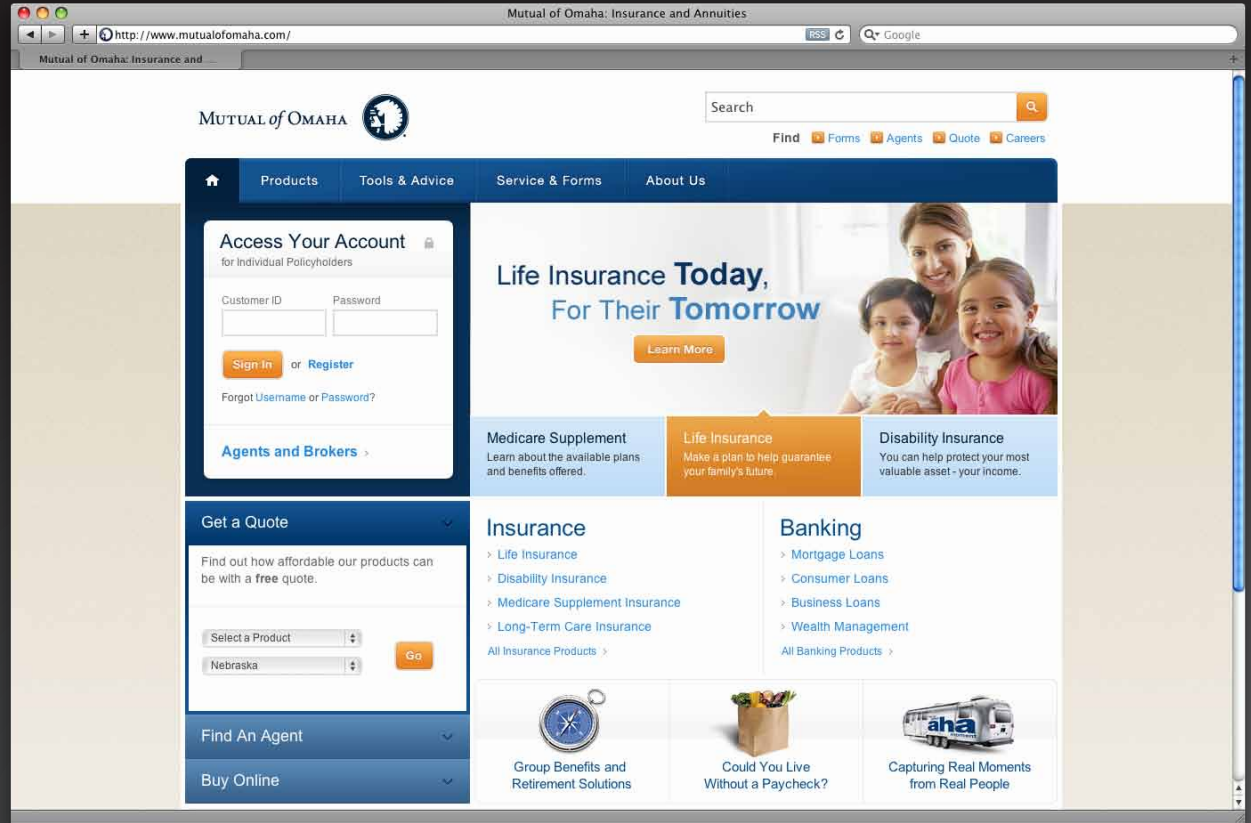 Mutual of Omaha: Insurance and Annuities
http://www.mutualofomaha.com/
RSS
Google
Mutual of Omaha: Insurance and ...
MUTUAL of OMAHA
Search
Find Forms Agents Quote Careers
Products Tools & Advice Service & Forms About Us
Access Your Account
for Individual Policyholders
Customer ID Password
Sign In or Register
Forgot Username or Password?
Agents and Brokers ›
Life Insurance Today,
For Their Tomorrow
Learn More
Medicare Supplement
Learn about the available plans
and benefits offered.
Life Insurance
Make a plan to help guarantee
your family's future.
Disability Insurance
You can help protect your most
valuable asset - your income.
Get a Quote
Find out how affordable our products can
be with a free quote.
Select a Product
Nebraska
Go
Find An Agent
Buy Online
Insurance
› Life Insurance
› Disability Insurance
› Medicare Supplement Insurance
› Long-Term Care Insurance
All Insurance Products ›
Banking
› Mortgage Loans
› Consumer Loans
› Business Loans
› Wealth Management
All Banking Products ›
Group Benefits and
Retirement Solutions
Could You Live
Without a Paycheck?
aha
Capturing Real Moments
from Real People